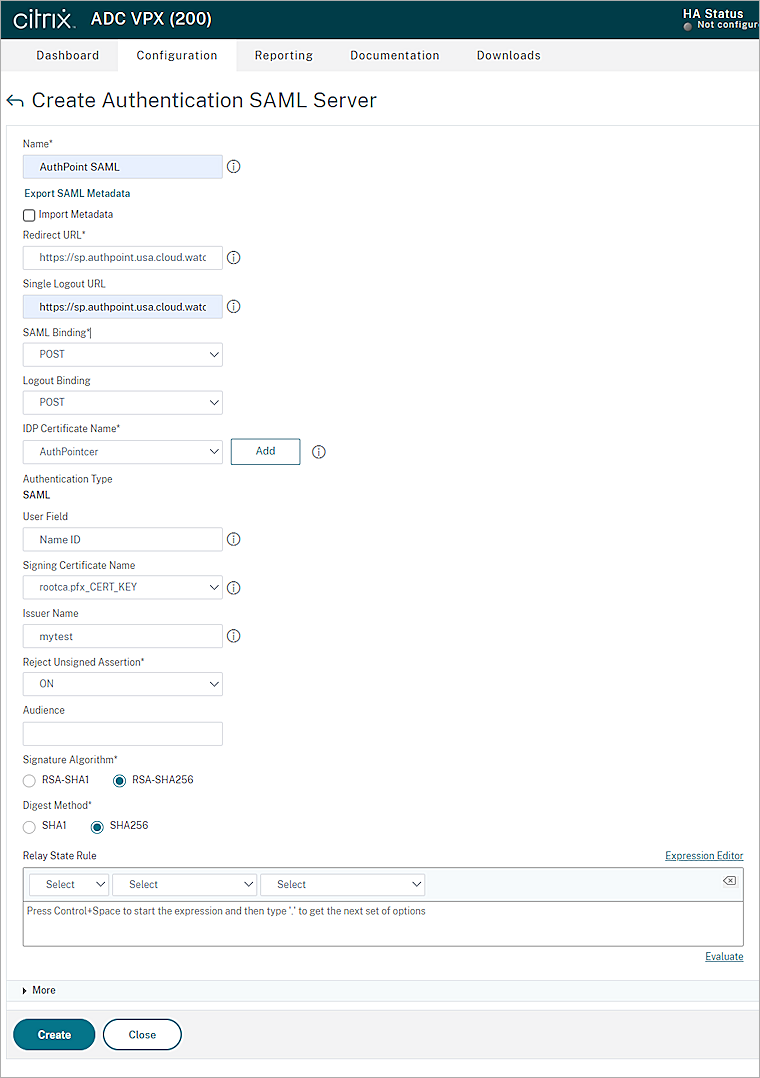 citrix ADC VPX (200)
HA Status
Not configur
Dashboard Configuration Reporting Documentation Downloads
Create Authentication SAML Server
Name*
AuthPoint SAML
Export SAML Metadata
Import Metadata
Redirect URL*
https://sp.authpoint.usa.cloud.watc
Single Logout URL
https://sp.authpoint.usa.cloud.watc
SAML Binding*
POST
Logout Binding
POST
IDP Certificate Name*
AuthPointcer Add
Authentication Type
SAML
User Field
Name ID
Signing Certificate Name
rootca.pfx_CERT_KEY
Issuer Name
mytest
Reject Unsigned Assertion*
ON
Audience
Signature Algorithm*
RSA-SHA1 RSA-SHA256
Digest Method*
SHA1 SHA256
Relay State Rule Expression Editor
Select Select Select
Press Control+Space to start the expression and then type '.' to get the next set of options
Evaluate
More
Create Close